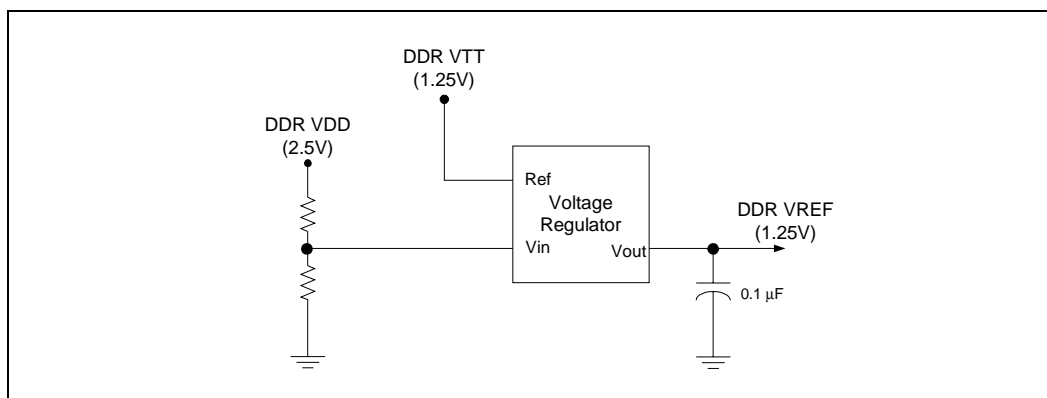 DDR VTT
(1.25V)
DDR VDD
(2.5V)
Ref
Voltage
Regulator
Vin
Vout
DDR VREF
(1.25V)
0.1 µF